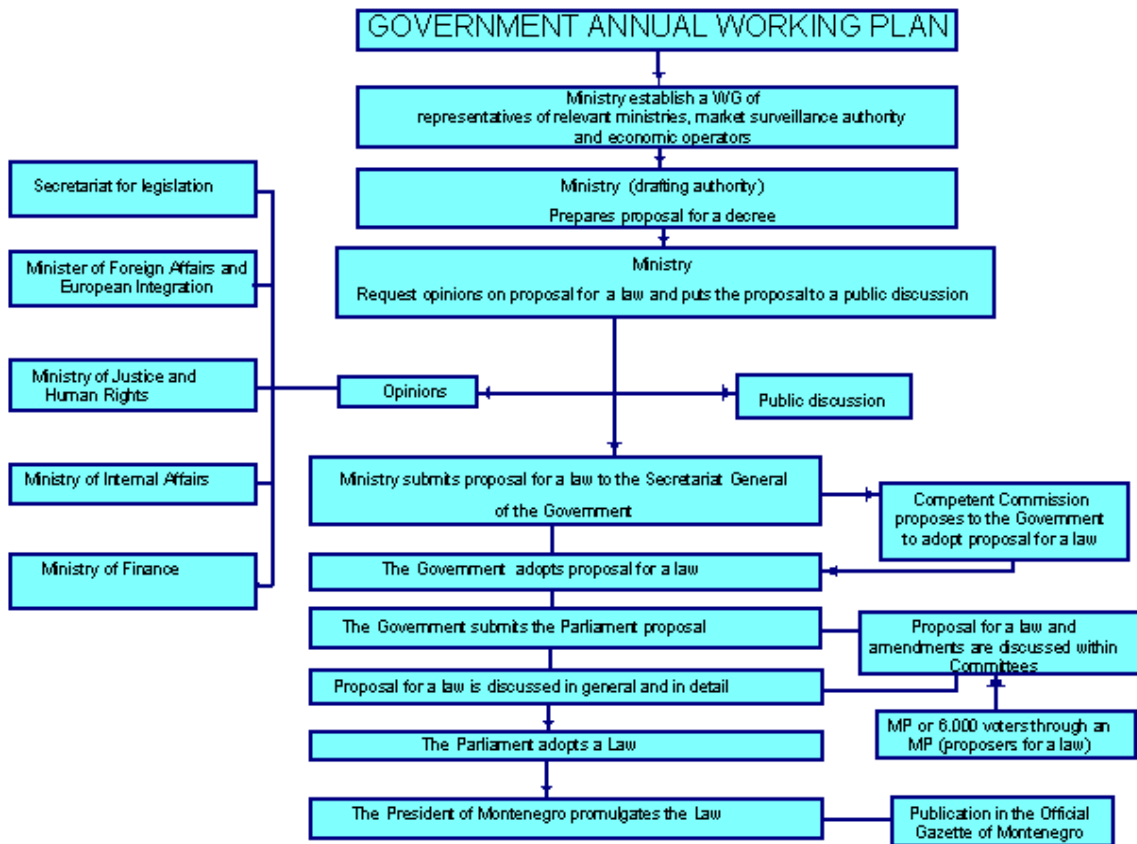 GOVERNMENT ANNUAL WORKING PLAN
Ministry establish a WG of
representatives of relevant ministries, market surveillance authority
and economic operators
Ministry (drafting authority)
Prepares proposal for a decree
Ministry
Request opinions on proposal for a law and puts the proposal to a public discussion
Secretariat for legislation
Minister of Foreign Affairs and
European Integration
Ministry of Justice and
Human Rights
Ministry of Internal Affairs
Ministry of Finance
Opinions
Public discussion
Ministry submits proposal for a law to the Secretariat General
of the Government
Competent Commission
proposes to the Government
to adopt proposal for a law
The Government adopts proposal for a law
The Government submits the Parliament proposal
Proposal for a law and
amendments are discussed within
Committees
Proposal for a law is discussed in general and in detail
MP or 6.000 voters through an
MP (proposers for a law)
The Parliament adopts a Law
The President of Montenegro promulgates the Law
Publication in the Official
Gazette of Montenegro